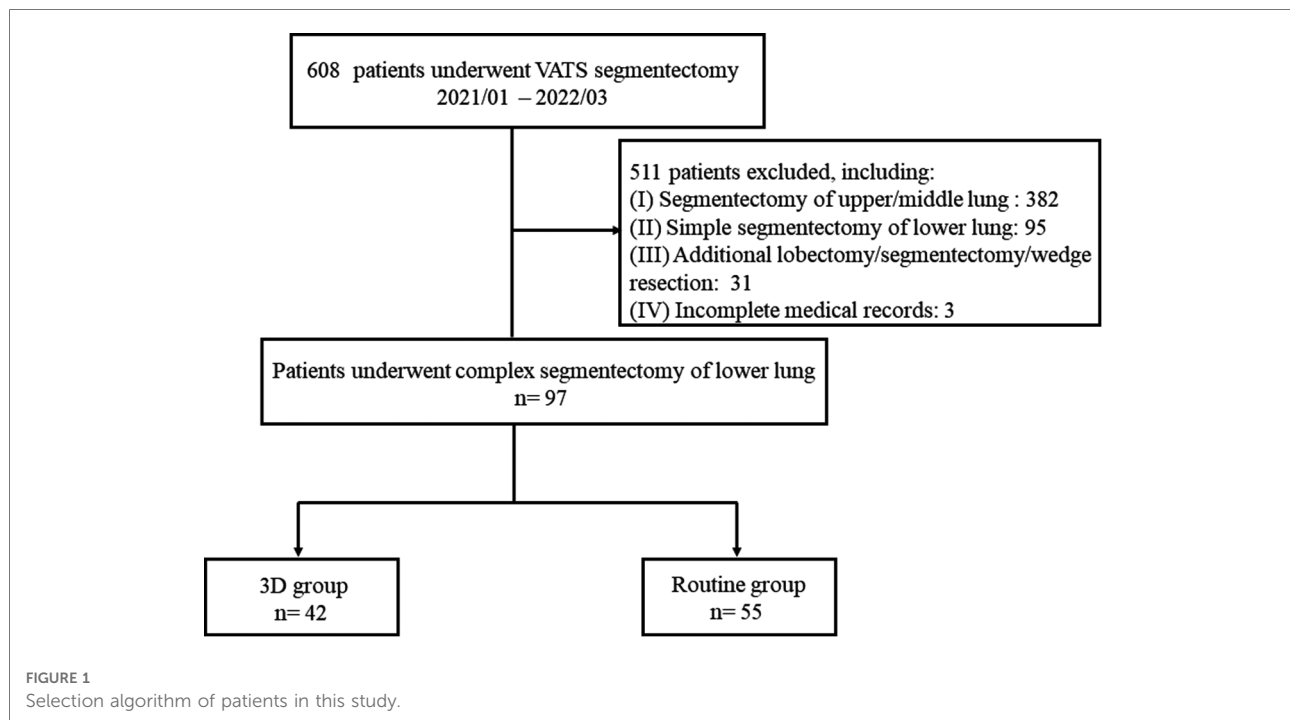 608 patients underwent VATS segmentectomy
2021/01 – 2022/03
511 patients excluded, including:
(I) Segmentectomy of upper/middle lung : 382
(II) Simple segmentectomy of lower lung: 95
(III) Additional lobectomy/segmentectomy/wedge
resection: 31
(IV) Incomplete medical records: 3
Patients underwent complex segmentectomy of lower lung
n= 97
3D group
n= 42
Routine group
n= 55
FIGURE 1
Selection algorithm of patients in this study.